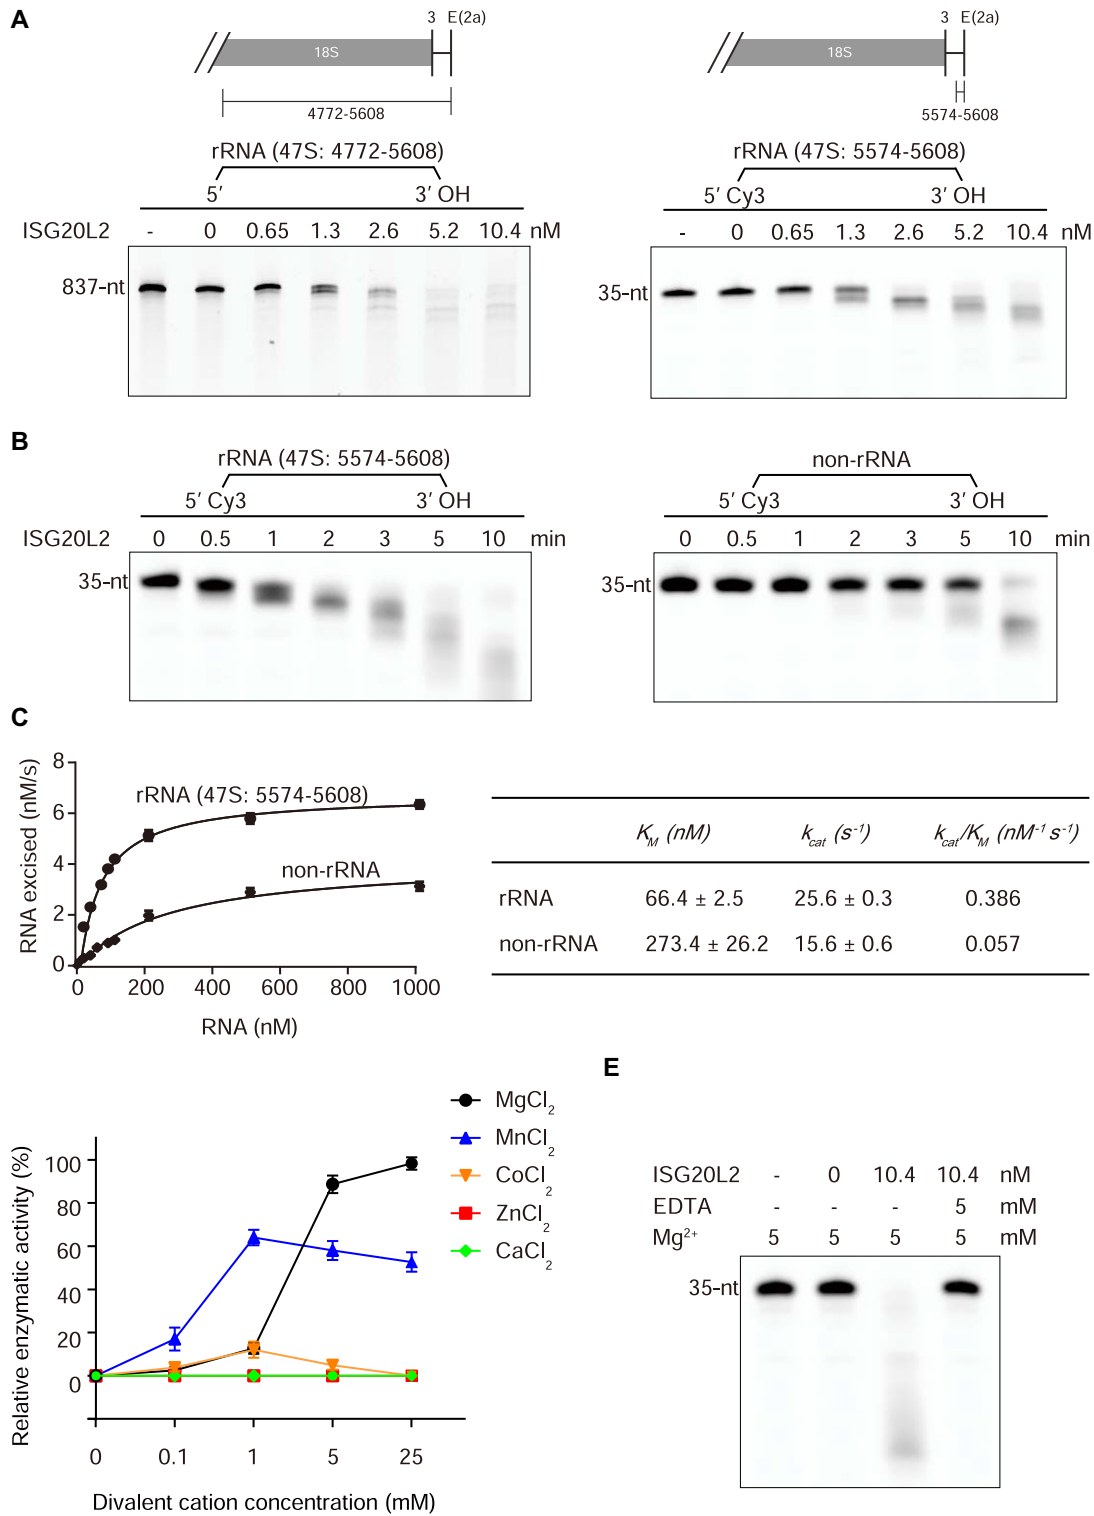 A
3 E(2a) 3 E(2a)
18S 18S
4772-5608 5574-5608
rRNA (47S: 4772-5608) rRNA (47S: 5574-5608)
5′ 3′ OH 5′ Cy3 3′ OH
ISG20L2 - 0 0.65 1.3 2.6 5.2 10.4 nM - 0 0.65 1.3 2.6 5.2 10.4 nM
837-nt 35-nt
B
rRNA (47S: 5574-5608) non-rRNA
5′ Cy3 3′ OH 5′ Cy3 3′ OH
ISG20L2 0 0.5 1 2 3 5 10 min 0 0.5 1 2 3 5 10 min
35-nt 35-nt
C
RNA excised (nM/s)
8
6
4
2
0
rRNA (47S: 5574-5608)
non-rRNA
0 200 400 600 800 1000
RNA (nM)
K_M (nM) k_cat (s⁻¹) k_cat/K_M (nM⁻¹ s⁻¹)
rRNA 66.4 ± 2.5 25.6 ± 0.3 0.386
non-rRNA 273.4 ± 26.2 15.6 ± 0.6 0.057
MgCl₂
MnCl₂
CoCl₂
ZnCl₂
CaCl₂
Relative enzymatic activity (%)
100
80
60
40
20
0
0 0.1 1 5 25
Divalent cation concentration (mM)
E
ISG20L2 - 0 10.4 10.4 nM
EDTA - - - 5 mM
Mg²⁺ 5 5 5 5 mM
35-nt